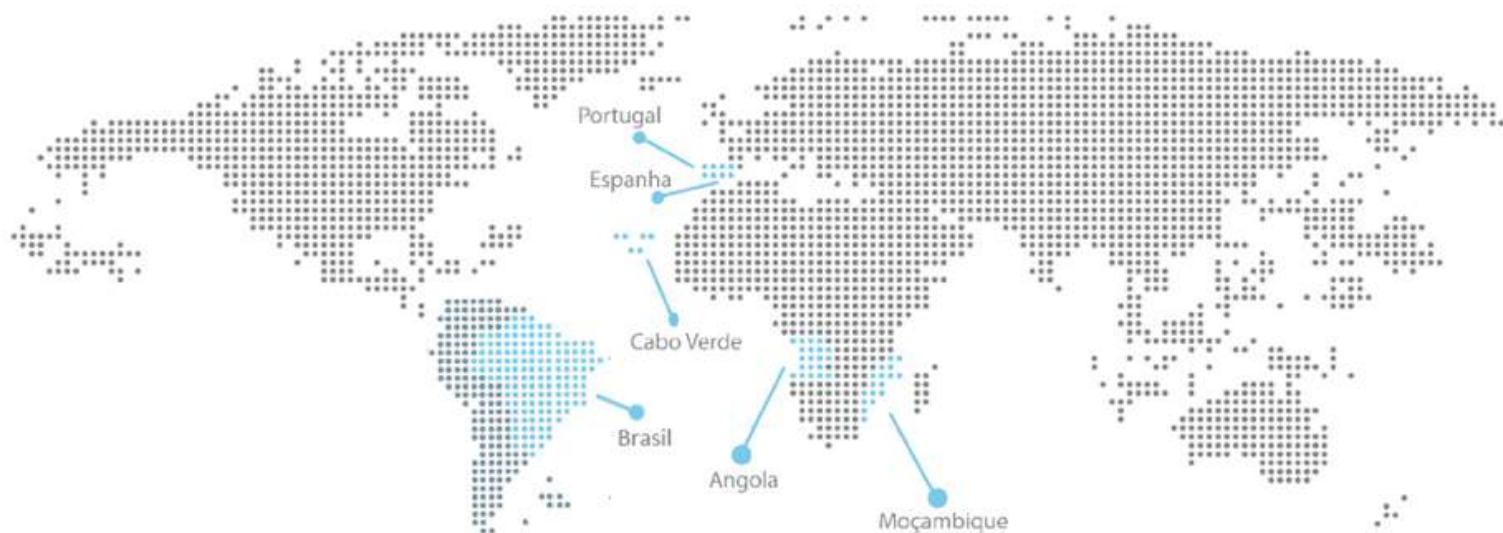 Portugal
Espanha
Cabo Verde
Brasil
Angola
Moçambique